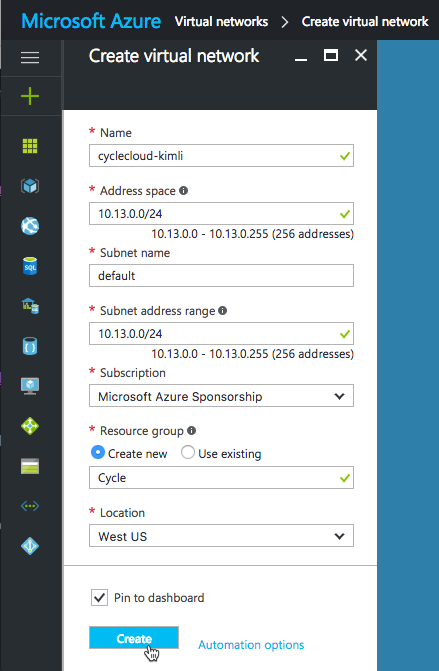 Microsoft Azure Virtual networks > Create virtual network
Create virtual network
* Name
cyclecloud-kimli
* Address space
10.13.0.0/24
10.13.0.0 - 10.13.0.255 (256 addresses)
* Subnet name
default
* Subnet address range
10.13.0.0/24
10.13.0.0 - 10.13.0.255 (256 addresses)
* Subscription
Microsoft Azure Sponsorship
* Resource group
Create new Use existing
Cycle
* Location
West US
Pin to dashboard
Create Automation options
SQL